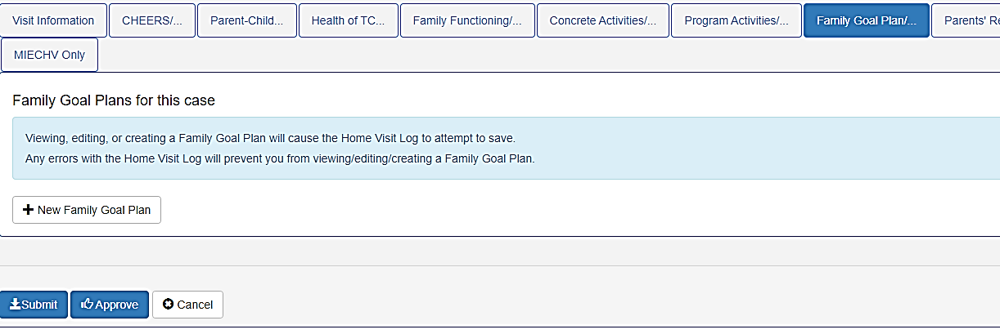 Visit Information CHEERS/... Parent-Child... Health of TC... Family Functioning/... Concrete Activities/... Program Activities/... Family Goal Plan/... Parents' Re
MIECHV Only
Family Goal Plans for this case
Viewing, editing, or creating a Family Goal Plan will cause the Home Visit Log to attempt to save.
Any errors with the Home Visit Log will prevent you from viewing/editing/creating a Family Goal Plan.
New Family Goal Plan
Submit Approve Cancel